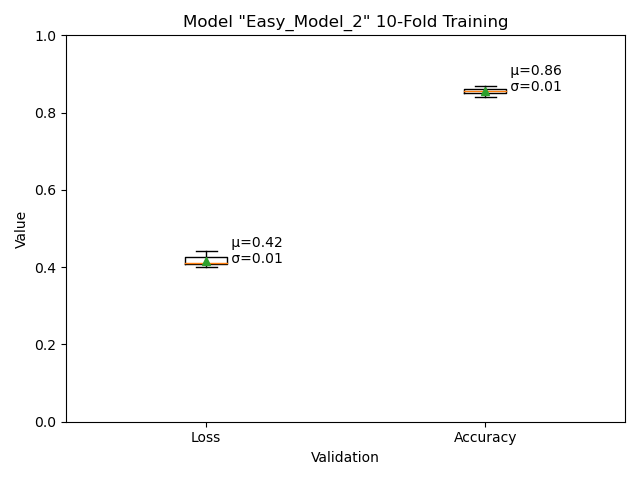 Model "Easy_Model_2" 10-Fold Training
1.0
μ=0.86
σ=0.01
0.8
0.6
Value
μ=0.42
σ=0.01
0.4
0.2
0.0
Loss
Accuracy
Validation